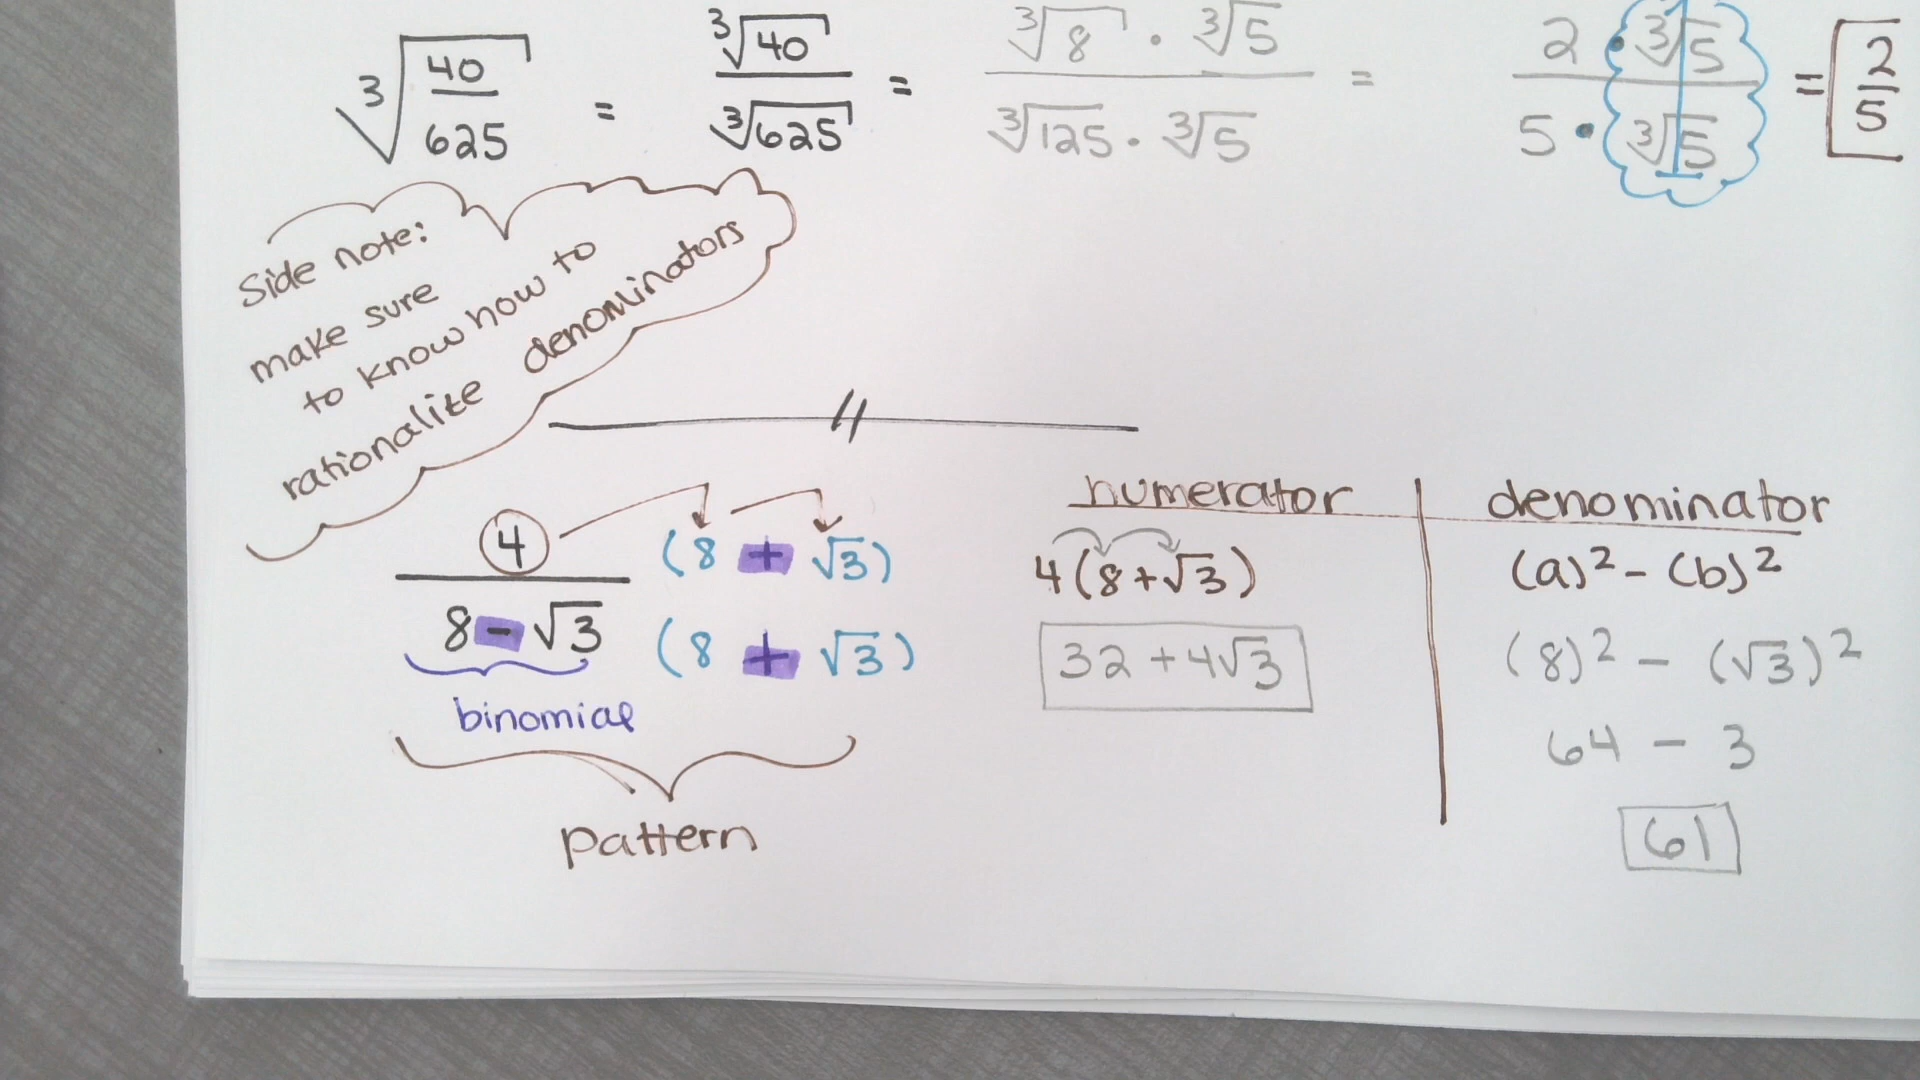 ∛(40/625) = ∛40/∛625 = (∛8 · ∛5)/(∛125 · ∛5) = (2 · ∛5)/(5 · ∛5) = 2/5
Side note:
make sure
to know how to
rationalize denominators
4 (8 + √3)
8 - √3 (8 + √3)
binomial
pattern
numerator
4(8+√3)
32 + 4√3
denominator
(a)² - (b)²
(8)² - (√3)²
64 - 3
61